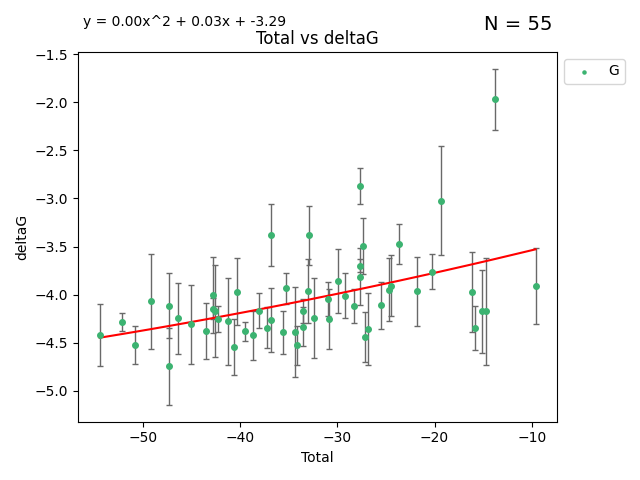 y = 0.00x^2 + 0.03x + -3.29
N = 55
Total vs deltaG
G
−1.5
−2.0
−2.5
−3.0
−3.5
−4.0
−4.5
−5.0
deltaG
−50 −40 −30 −20 −10
Total